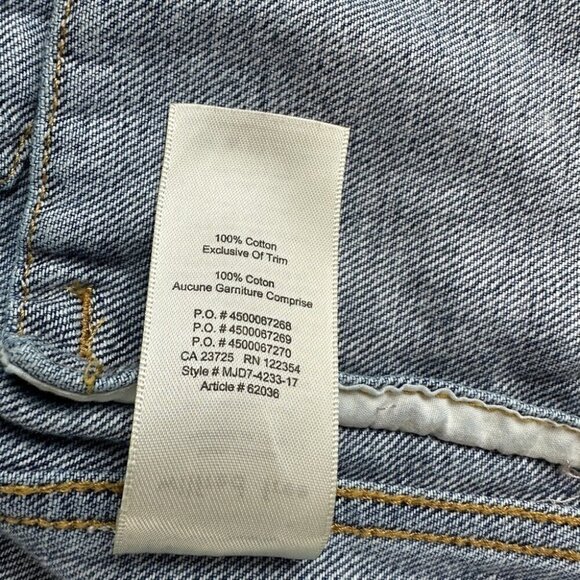 100% Cotton
Exclusive Of Trim
100% Coton
Aucune Garniture Comprise
P.O. # 4500067268
P.O. # 4500067269
P.O. # 4500067270
CA 23725 RN 122354
Style # MJD7-4233-17
Article # 62036